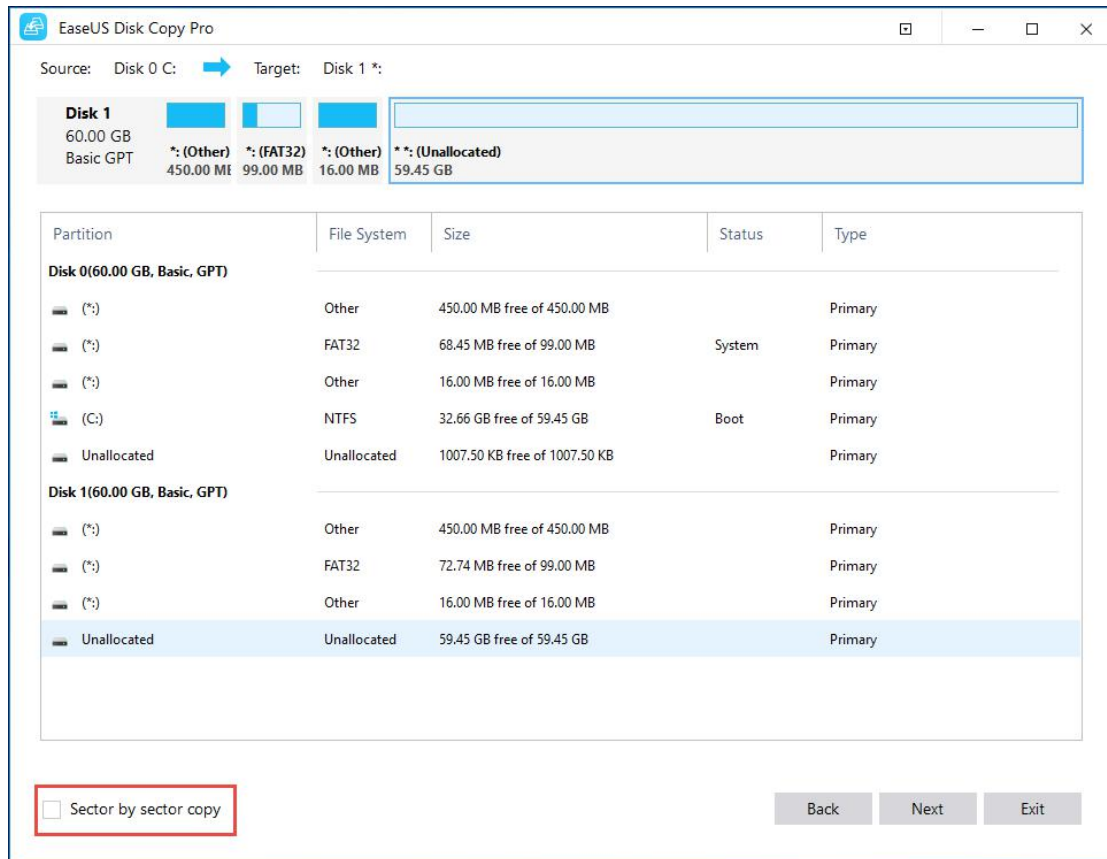 EaseUS Disk Copy Pro
Source: Disk 0 C: Target: Disk 1 *:
Disk 1
60.00 GB
Basic GPT
*: (Other) *: (FAT32) *: (Other) * *: (Unallocated)
450.00 ME 99.00 MB 16.00 MB 59.45 GB
Partition File System Size Status Type
Disk 0(60.00 GB, Basic, GPT)
(*:) Other 450.00 MB free of 450.00 MB Primary
(*:) FAT32 68.45 MB free of 99.00 MB System Primary
(*:) Other 16.00 MB free of 16.00 MB Primary
(C:) NTFS 32.66 GB free of 59.45 GB Boot Primary
Unallocated Unallocated 1007.50 KB free of 1007.50 KB Primary
Disk 1(60.00 GB, Basic, GPT)
(*:) Other 450.00 MB free of 450.00 MB Primary
(*:) FAT32 72.74 MB free of 99.00 MB Primary
(*:) Other 16.00 MB free of 16.00 MB Primary
Unallocated Unallocated 59.45 GB free of 59.45 GB Primary
Sector by sector copy Back Next Exit